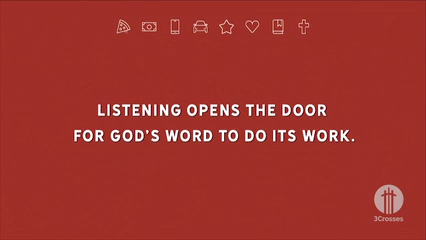 LISTENING OPENS THE DOOR
FOR GOD'S WORD TO DO ITS WORK.
3Crosses